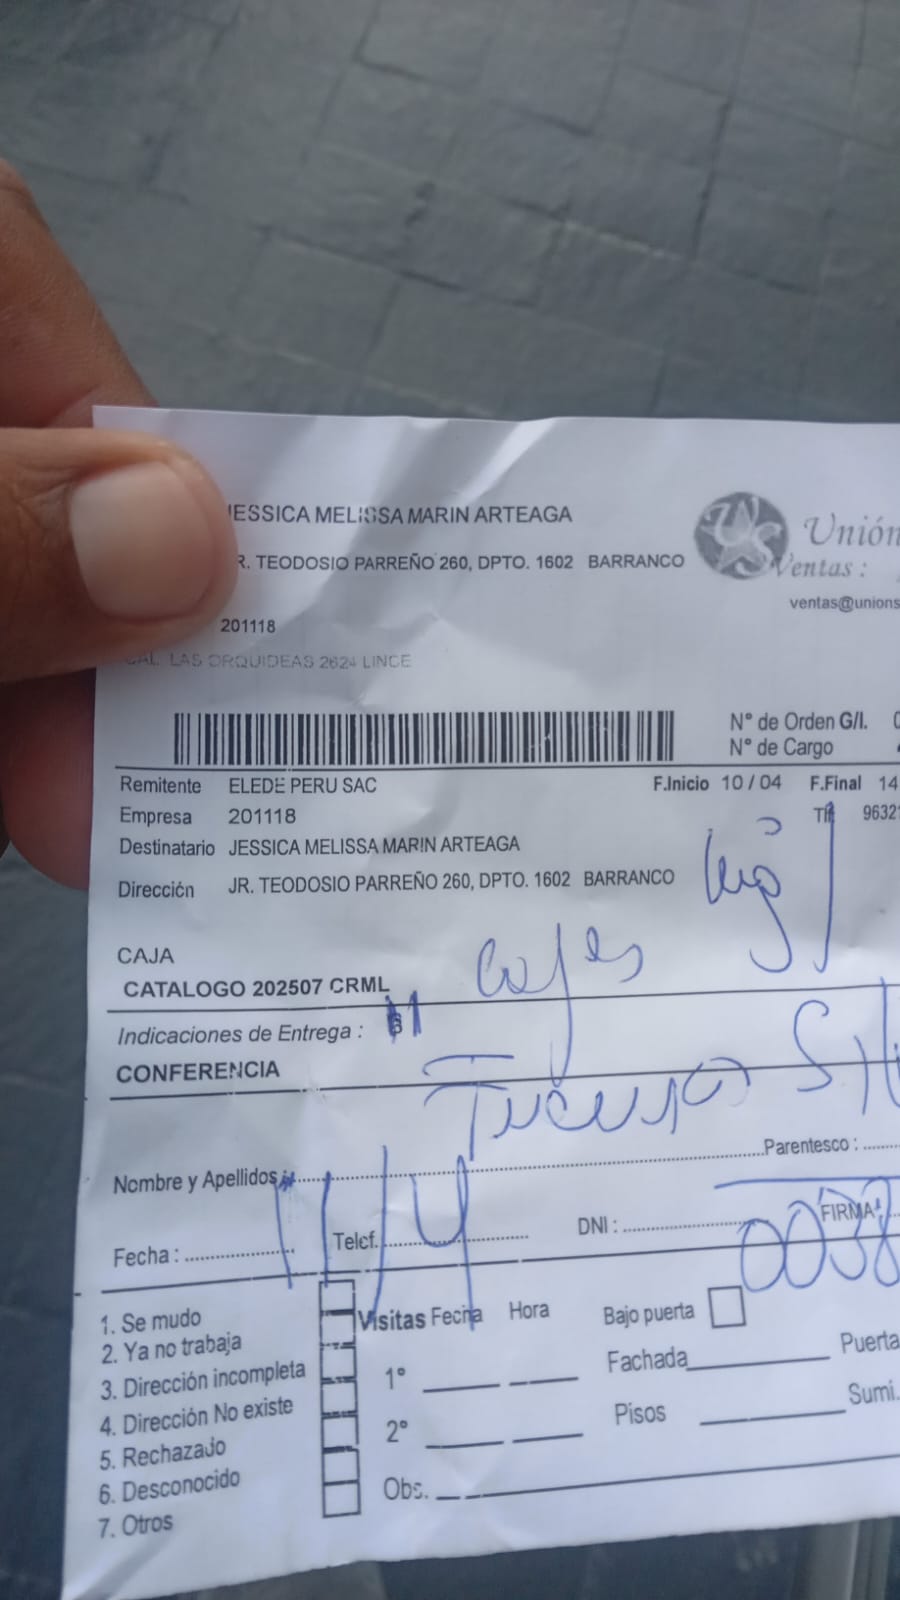 JESSICA MELISSA MARIN ARTEAGA
R. TEODOSIO PARREÑO 260, DPTO. 1602 BARRANCO
US Unión
Ventas :
ventas@unions
201118
CAL. LAS ORQUIDEAS 2624 LINCE
N° de Orden G/I.
N° de Cargo
Remitente ELEDE PERU SAC
F.Inicio 10 / 04 F.Final 14
Empresa 201118
Tlf 9632
Destinatario JESSICA MELISSA MARIN ARTEAGA
Dirección JR. TEODOSIO PARREÑO 260, DPTO. 1602 BARRANCO
CAJA
CATALOGO 202507 CRML
Indicaciones de Entrega :
CONFERENCIA
Parentesco :
Nombre y Apellidos
11/4
Fecha : Telef. DNI : FIRMA
0038
1. Se mudo
2. Ya no trabaja
3. Dirección incompleta
4. Dirección No existe
5. Rechazado
6. Desconocido
7. Otros
Visitas Fecha Hora Bajo puerta
1° Fachada Puerta
2° Pisos Sumi.
Obs.